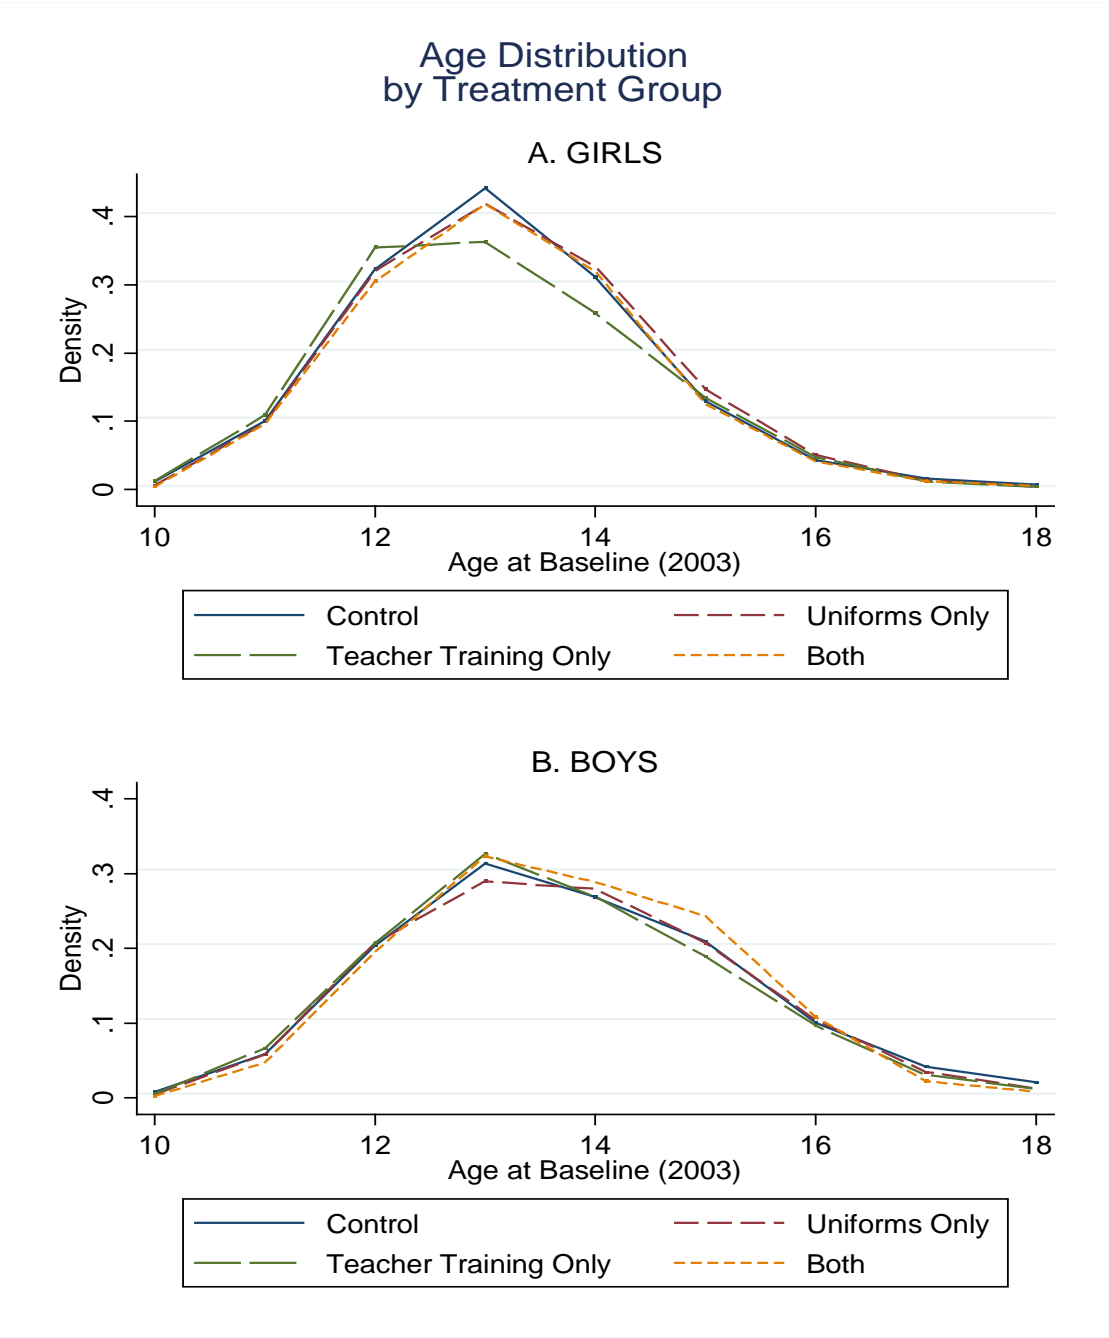 Age Distribution
by Treatment Group
A. GIRLS
Density
.4
.3
.2
.1
0
10 12 14 16 18
Age at Baseline (2003)
Control Uniforms Only
Teacher Training Only Both
B. BOYS
Density
.4
.3
.2
.1
0
10 12 14 16 18
Age at Baseline (2003)
Control Uniforms Only
Teacher Training Only Both